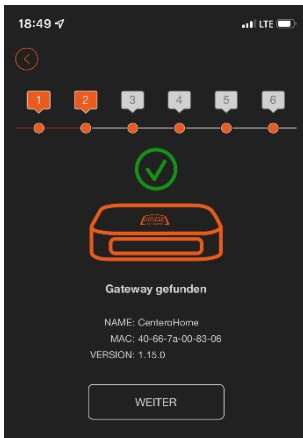 18:49
LTE
1 2 3 4 5 6
HOME
Gateway gefunden
NAME: CenteroHome
MAC: 40-66-7a-00-83-06
VERSION: 1.15.0
WEITER